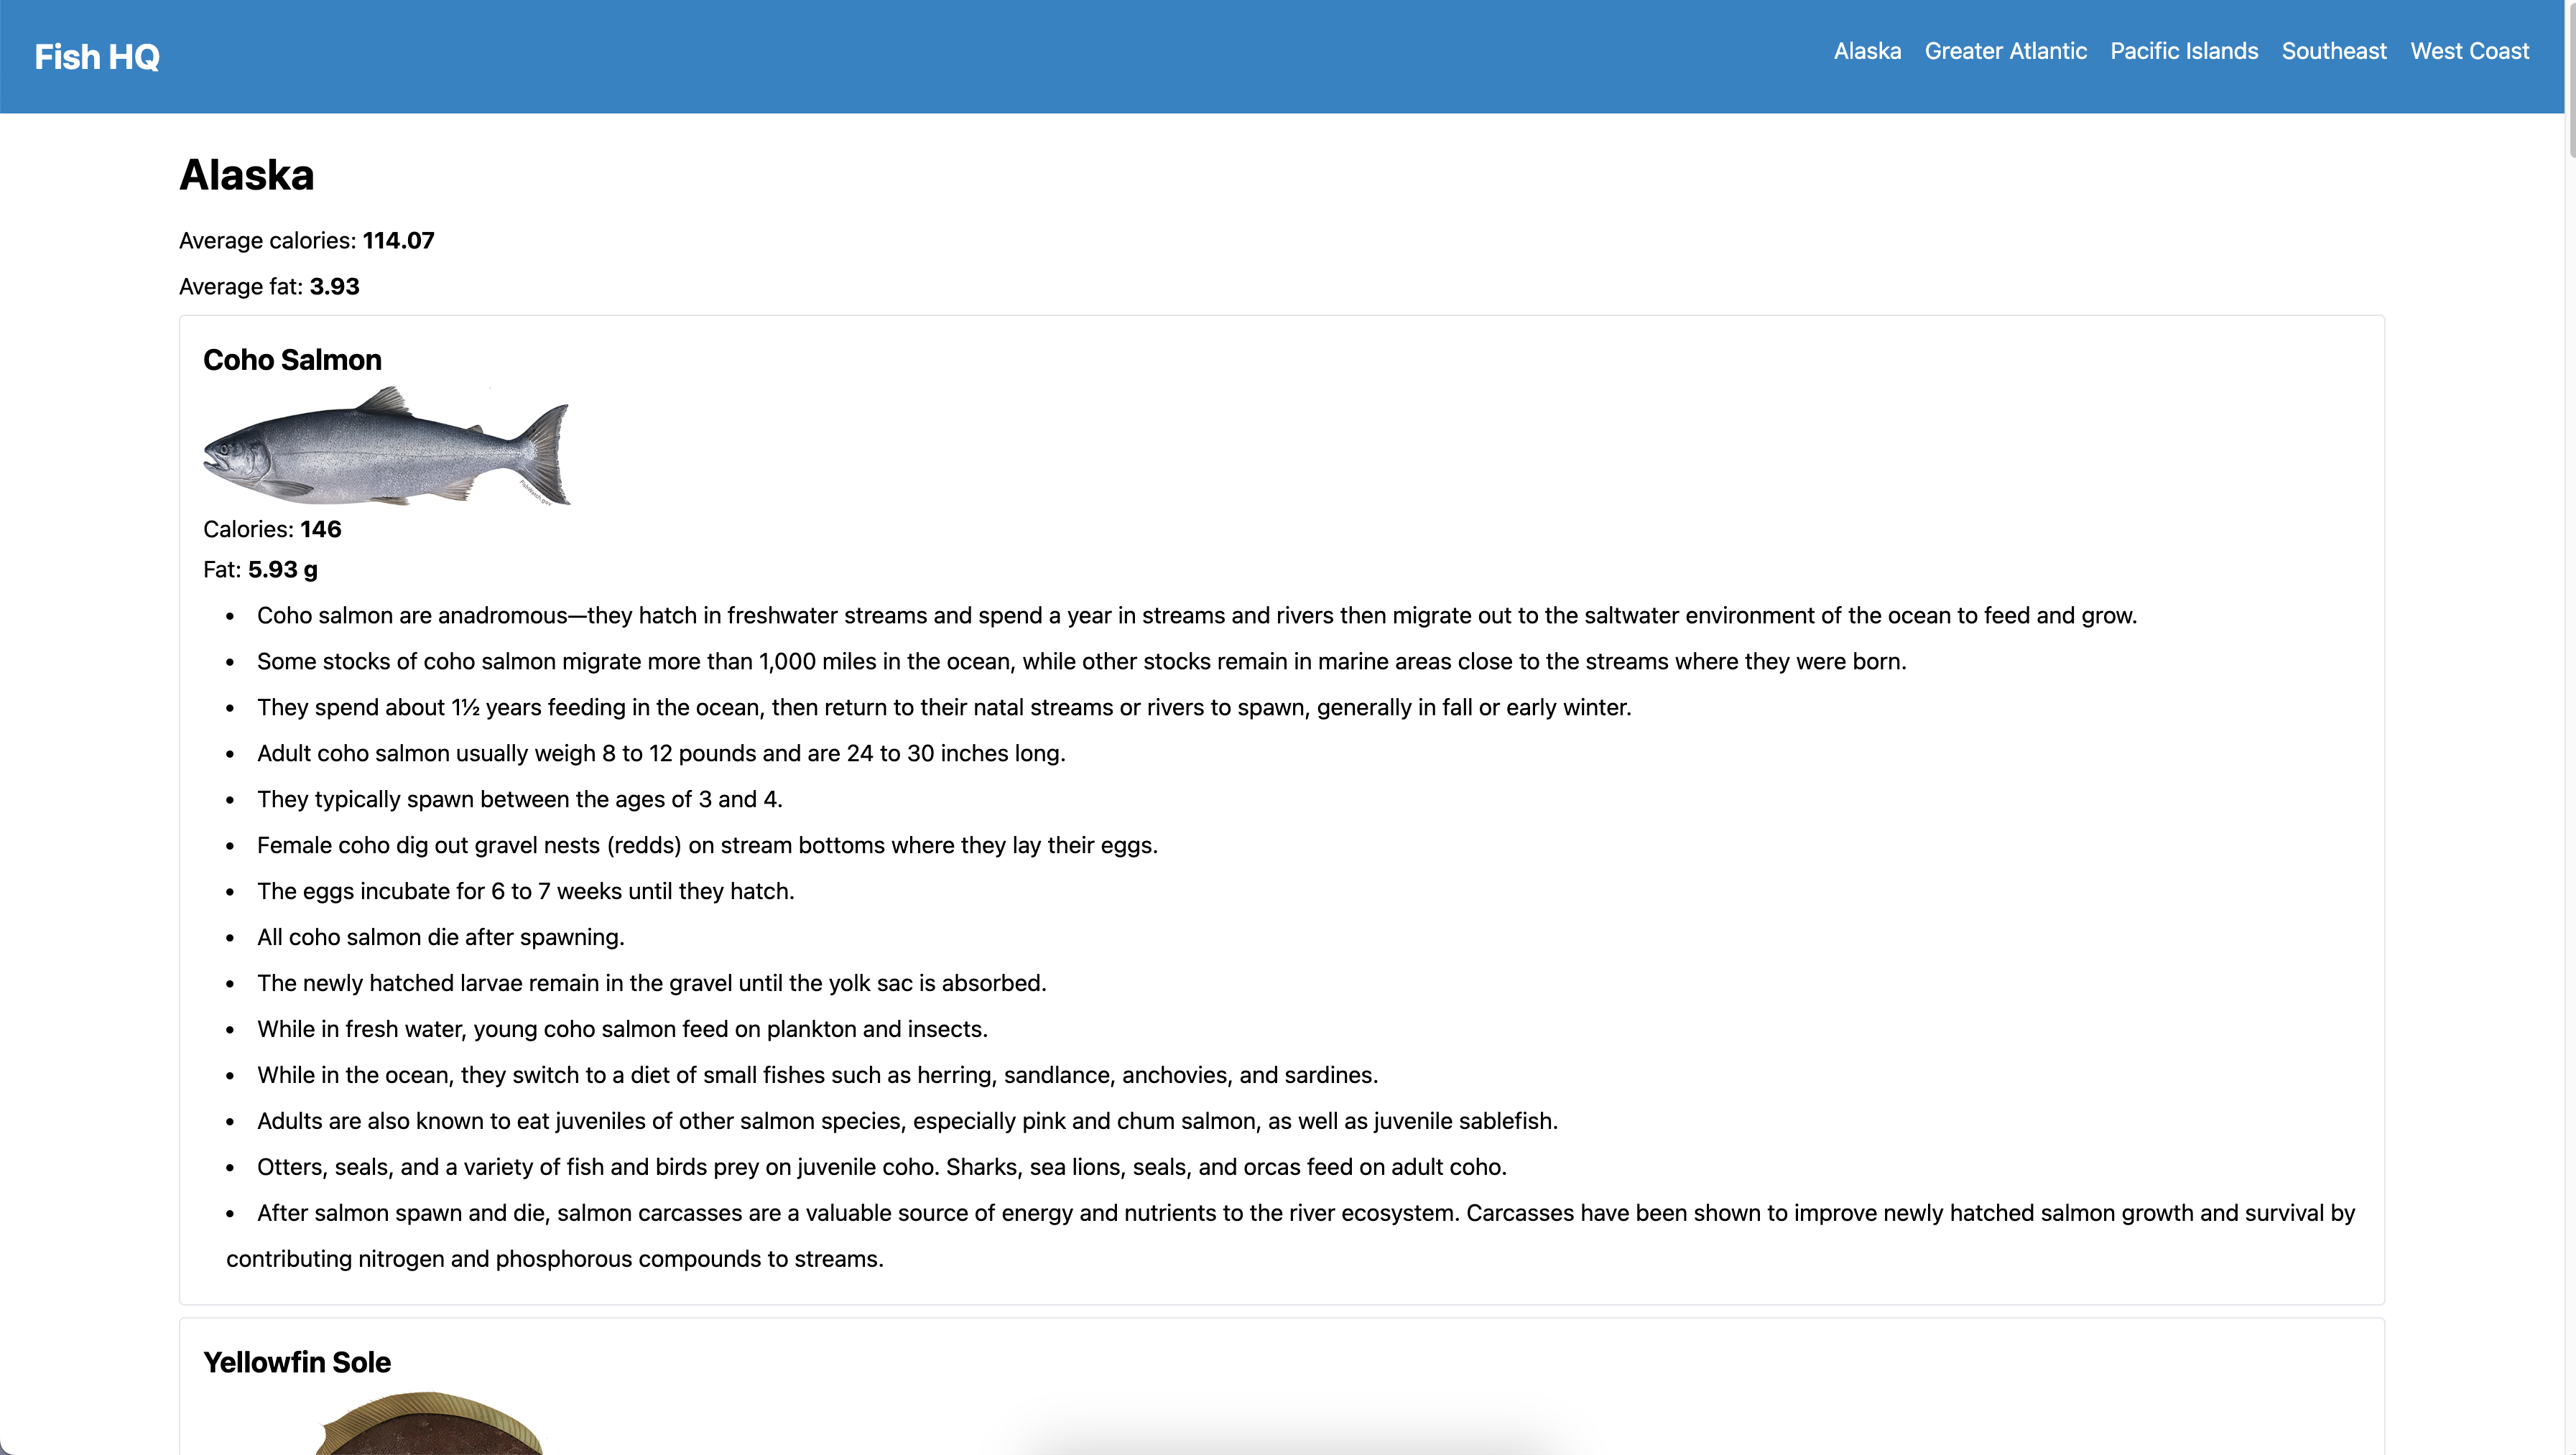 Fish HQ
Alaska Greater Atlantic Pacific Islands Southeast West Coast
Alaska
Average calories: 114.07
Average fat: 3.93
Coho Salmon
Calories: 146
Fat: 5.93 g
• Coho salmon are anadromous—they hatch in freshwater streams and spend a year in streams and rivers then migrate out to the saltwater environment of the ocean to feed and grow.
• Some stocks of coho salmon migrate more than 1,000 miles in the ocean, while other stocks remain in marine areas close to the streams where they were born.
• They spend about 1½ years feeding in the ocean, then return to their natal streams or rivers to spawn, generally in fall or early winter.
• Adult coho salmon usually weigh 8 to 12 pounds and are 24 to 30 inches long.
• They typically spawn between the ages of 3 and 4.
• Female coho dig out gravel nests (redds) on stream bottoms where they lay their eggs.
• The eggs incubate for 6 to 7 weeks until they hatch.
• All coho salmon die after spawning.
• The newly hatched larvae remain in the gravel until the yolk sac is absorbed.
• While in fresh water, young coho salmon feed on plankton and insects.
• While in the ocean, they switch to a diet of small fishes such as herring, sandlance, anchovies, and sardines.
• Adults are also known to eat juveniles of other salmon species, especially pink and chum salmon, as well as juvenile sablefish.
• Otters, seals, and a variety of fish and birds prey on juvenile coho. Sharks, sea lions, seals, and orcas feed on adult coho.
• After salmon spawn and die, salmon carcasses are a valuable source of energy and nutrients to the river ecosystem. Carcasses have been shown to improve newly hatched salmon growth and survival by
contributing nitrogen and phosphorous compounds to streams.
Yellowfin Sole